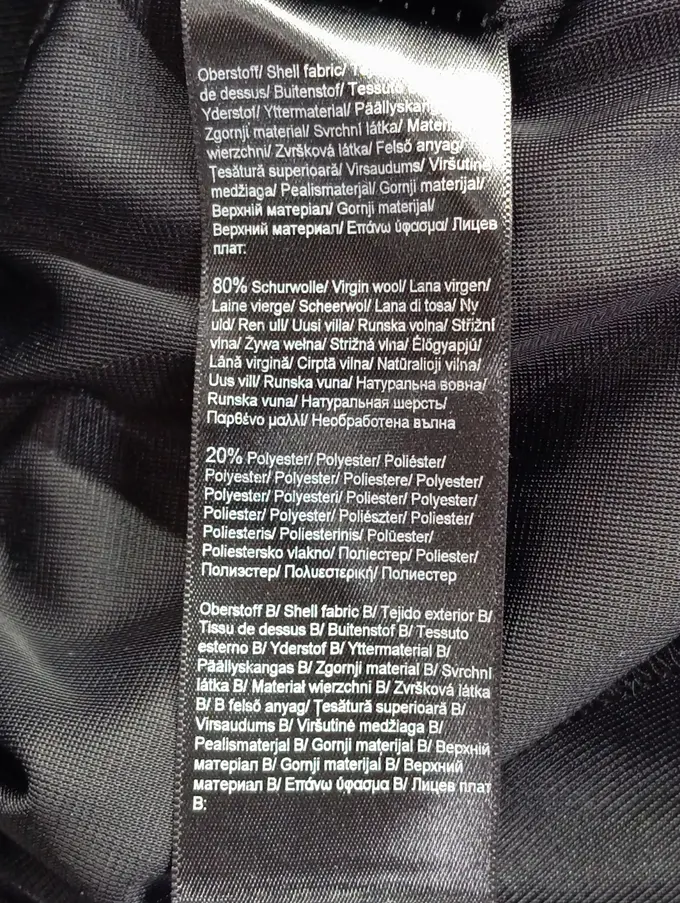 Oberstoff/ Shell fabric/
de dessus/ Buitenstof/ Tessuto
Yderstof/ Yttermaterial/ Päällyskan
Zgornji material/ Svrchní látka/ Materi
wierzchni/ Zvršková látka/ Felső anyag/
Țesătură superioară/ Virsaudums/ Viršutinė
medžiaga/ Pealismaterjal/ Gornji materijal/
Верхній матеріал/ Gornji materijal/
Верхний материал/ Επάνω ύφασμα/ Лицев
плат:
80% Schurwolle/ Virgin wool/ Lana virgen/
Laine vierge/ Scheerwol/ Lana di tosa/ Ny
uld/ Ren ull/ Uusi villa/ Runska volna/ Střižní
vlna/ Żywa wełna/ Strižná vlna/ Élőgyapjú/
Lână virgină/ Cirptā vilna/ Natūralioji vilna/
Uus vill/ Runska vuna/ Натуральна вовна/
Runska vuna/ Натуральная шерсть/
Παρθένο μαλλί/ Необработена вълна
20% Polyester/ Polyester/ Poliéster/
Polyester/ Polyester/ Poliestere/ Polyester/
Polyester/ Polyesteri/ Poliester/ Polyester/
Poliester/ Polyester/ Poliészter/ Poliester/
Poliesteris/ Poliesterinis/ Polüester/
Poliestersko vlakno/ Поліестер/ Poliester/
Полиэстер/ Πολυεστερική/ Полиестер
Oberstoff B/ Shell fabric B/ Tejido exterior B/
Tissu de dessus B/ Buitenstof B/ Tessuto
esterno B/ Yderstof B/ Yttermaterial B/
Päällyskangas B/ Zgornji material B/ Svrchní
látka B/ Materiał wierzchni B/ Zvršková látka
B/ B felső anyag/ Țesătură superioară B/
Virsaudums B/ Viršutinė medžiaga B/
Pealismaterjal B/ Gornji materijal B/ Верхній
матеріал B/ Gornji materijal B/ Верхний
материал B/ Επάνω ύφασμα B/ Лицев плат
B: